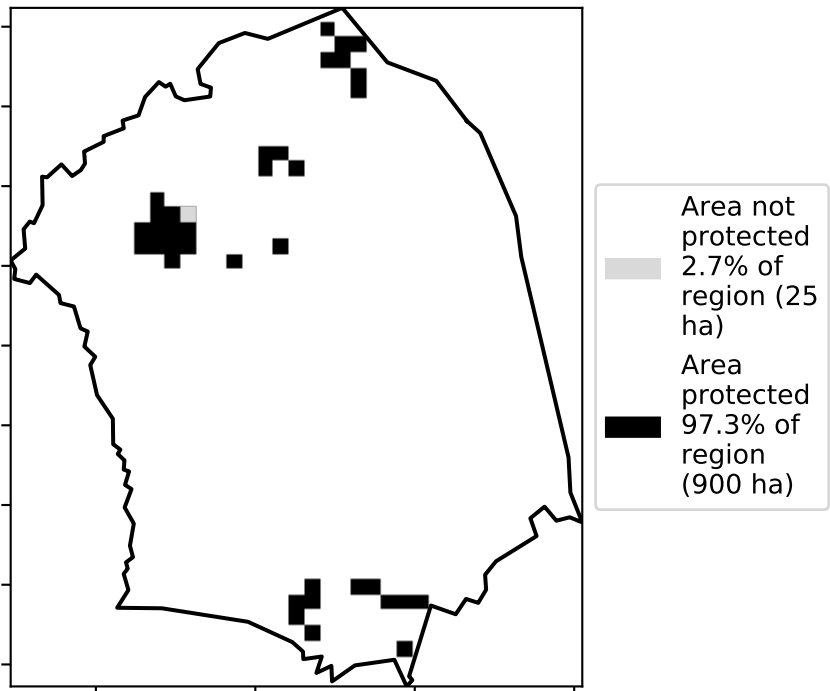 Area not
protected
2.7% of
region (25
ha)
Area
protected
97.3% of
region
(900 ha)